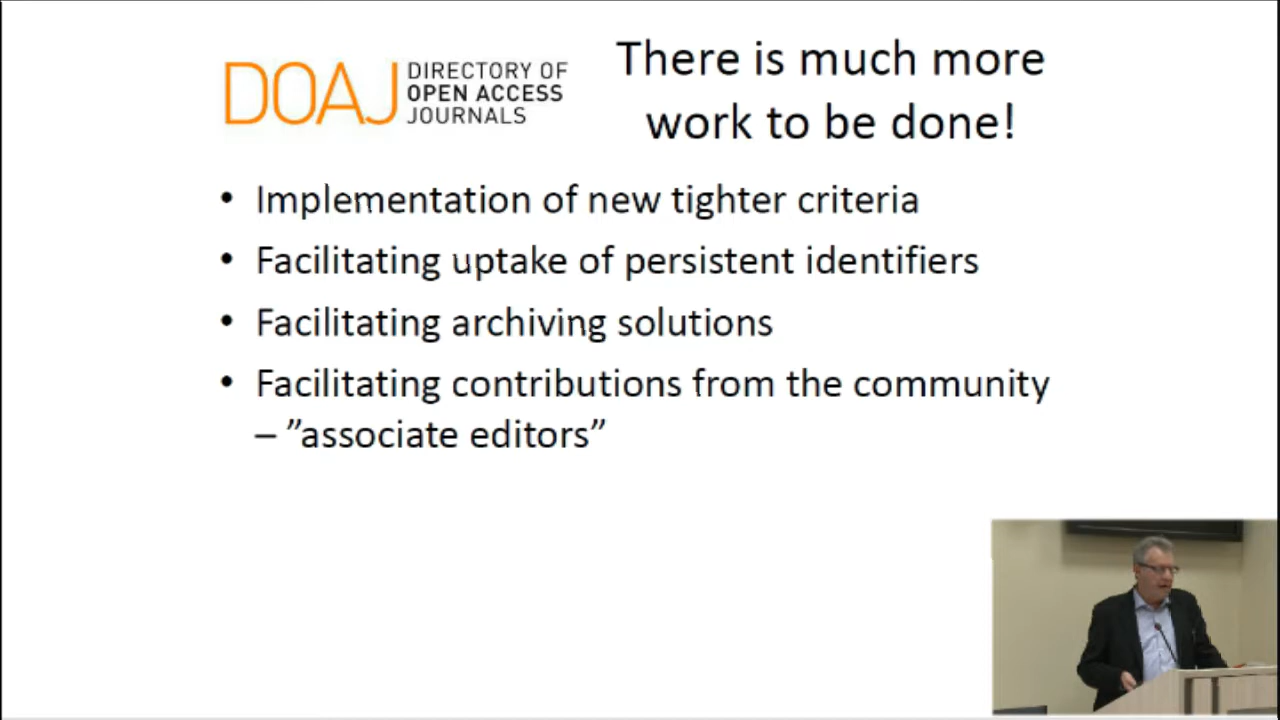 DOAJ
DIRECTORY OF
OPEN ACCESS
JOURNALS
There is much more
work to be done!
• Implementation of new tighter criteria
• Facilitating uptake of persistent identifiers
• Facilitating archiving solutions
• Facilitating contributions from the community
– ”associate editors”